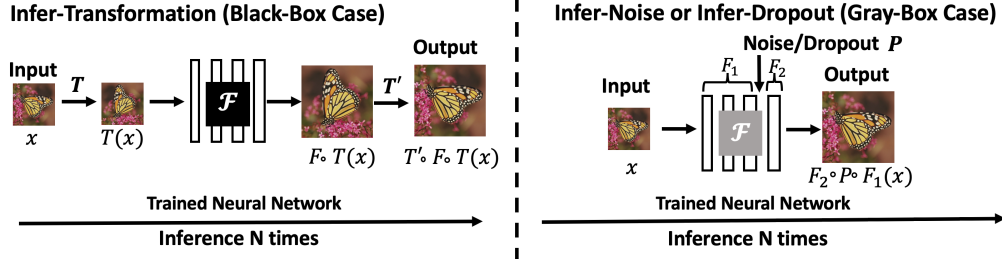 Infer-Transformation (Black-Box Case)
Input
T
x
T(x)
ℱ
F∘ T(x)
T′
Output
T′∘ F∘ T(x)
Trained Neural Network
Inference N times
Infer-Noise or Infer-Dropout (Gray-Box Case)
Noise/Dropout P
Input
x
F₁
F₂
ℱ
Output
F₂∘P∘ F₁(x)
Trained Neural Network
Inference N times